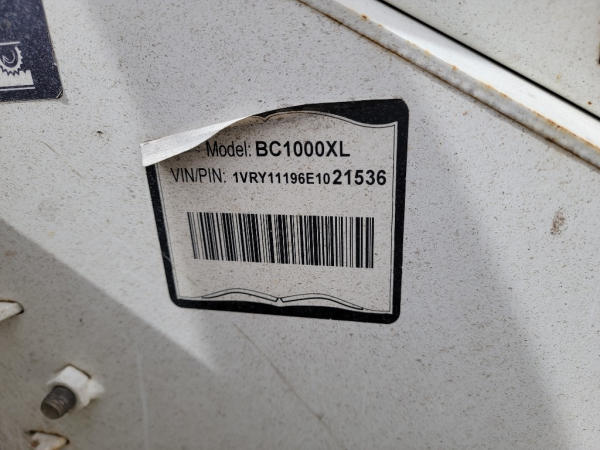 Model: BC1000XL
VIN/PIN: 1VRY11196E1021536